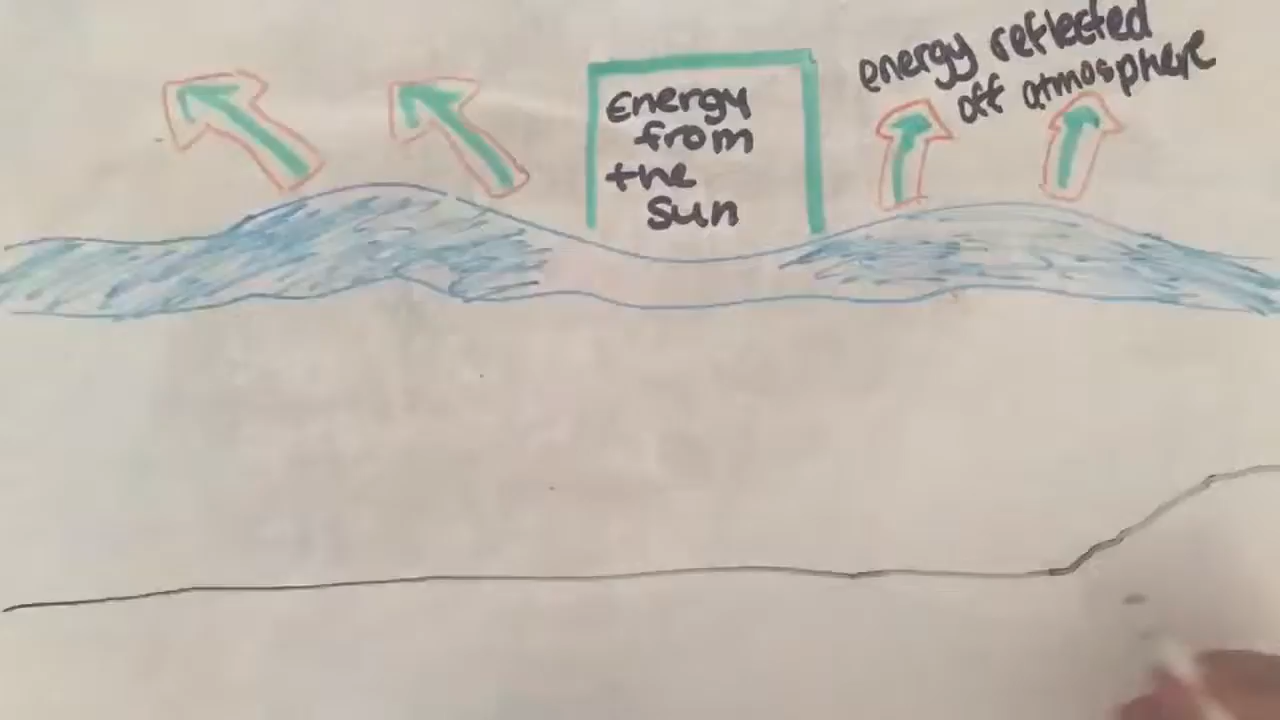 Energy
from
the
Sun
energy reflected
off atmosphere